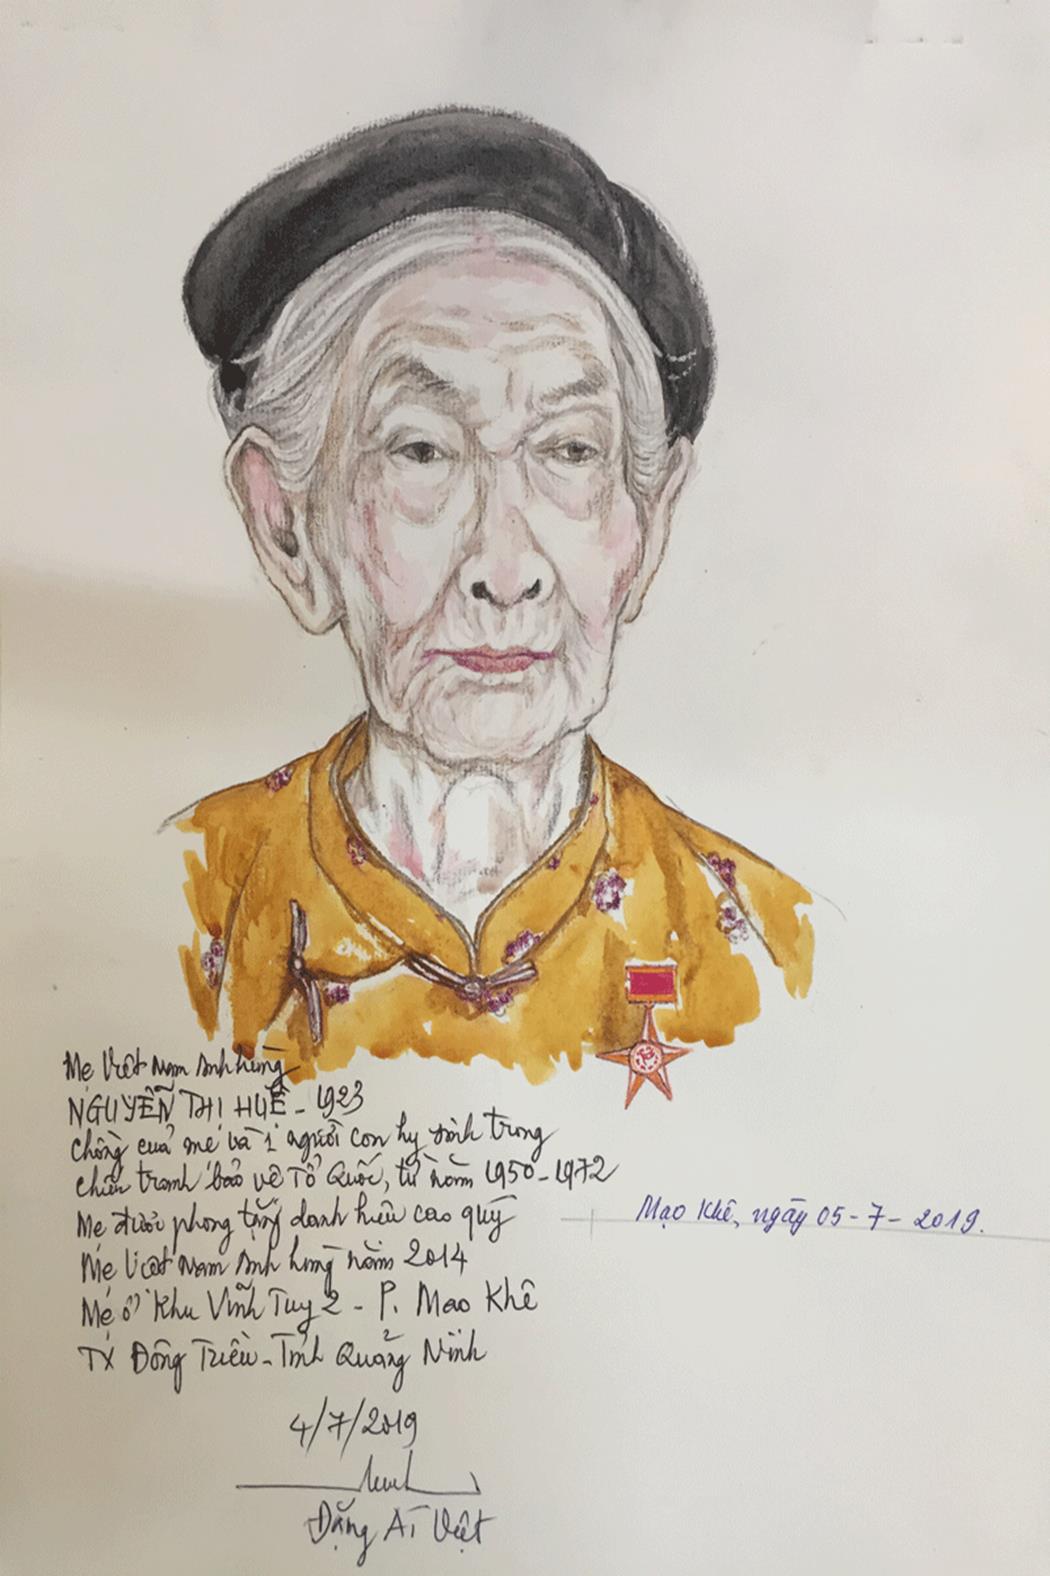 Mẹ Việt Nam Anh hùng
NGUYỄN THỊ HUÊ - 1923
Chồng của mẹ và 1 người con hy sinh trong
chiến tranh bảo vệ Tổ Quốc, từ năm 1950-1972
Mẹ được phong tặng danh hiệu cao quý
Mẹ Việt Nam Anh hùng năm 2014
Mẹ ở Khu Vĩnh Tuy 2 - P. Mạo Khê
TX Đông Triều - Tỉnh Quảng Ninh
Mạo Khê, ngày 05-7-2019.
4/7/2019
Đặng Ái Việt